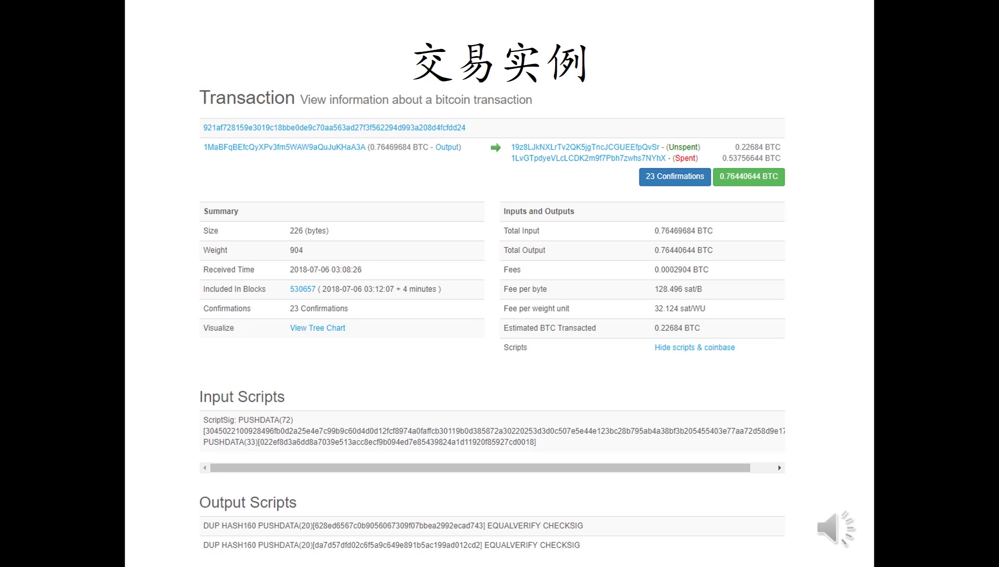 交易实例
Transaction View information about a bitcoin transaction
921af728159e3019c18bbe0de9c70aa563ad27f3f562294d993a208d4fcfdd24
1MaBFqBEfcQyXPv3fm5WAW9aQuJuKHaA3A (0.76469684 BTC - Output)
19z8LJkNXLrTv2QK5jgTncJCGUEEfpQvSr - (Unspent) 0.22684 BTC
1LvGTpdyeVLcLCDK2m9f7Pbh7zwhs7NYhX - (Spent) 0.53756644 BTC
23 Confirmations 0.76440644 BTC
Summary
Size 226 (bytes)
Weight 904
Received Time 2018-07-06 03:08:26
Included In Blocks 530657 ( 2018-07-06 03:12:07 + 4 minutes )
Confirmations 23 Confirmations
Visualize View Tree Chart
Inputs and Outputs
Total Input 0.76469684 BTC
Total Output 0.76440644 BTC
Fees 0.0002904 BTC
Fee per byte 128.496 sat/B
Fee per weight unit 32.124 sat/WU
Estimated BTC Transacted 0.22684 BTC
Scripts Hide scripts & coinbase
Input Scripts
ScriptSig: PUSHDATA(72)
[3045022100928496fb0d2a25e4e7c99b9c60d4d0d12fcf8974a0faffcb30119b0d385872a30220253d3d0c507e5e44e123bc28b795ab4a38bf3b205455403e77aa72d58d9e17
PUSHDATA(33)[022ef8d3a6dd8a7039e513acc8ecf9b094ed7e85439824a1d11920f85927cd0018]
Output Scripts
DUP HASH160 PUSHDATA(20)[628ed6567c0b9056067309f07bbea2992ecad743] EQUALVERIFY CHECKSIG
DUP HASH160 PUSHDATA(20)[da7d57dfd02c6f5a9c649e891b5ac199ad012cd2] EQUALVERIFY CHECKSIG